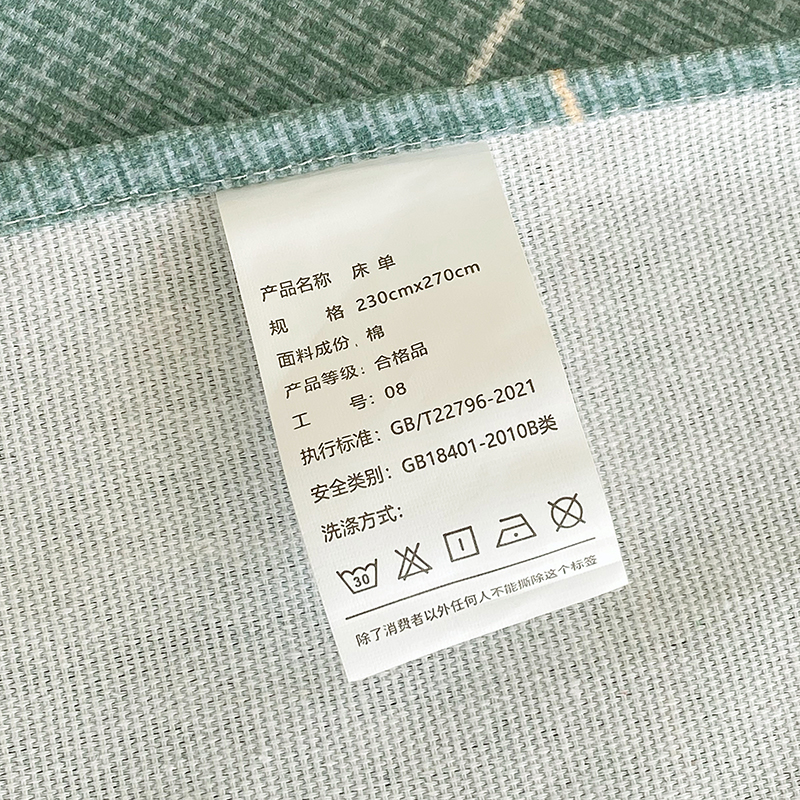 产品名称 床单
规 格 230cmx270cm
面料成份: 棉
产品等级: 合格品
工 号: 08
执行标准: GB/T22796-2021
安全类别: GB18401-2010B类
洗涤方式:
30
除了消费者以外任何人不能撕除这个标签